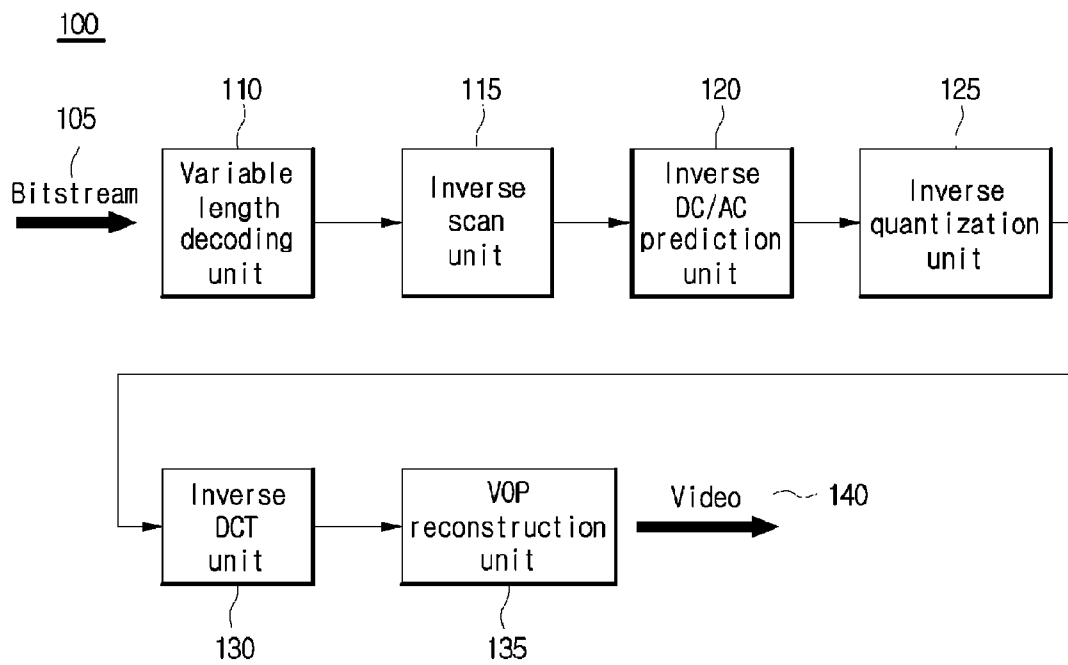 100
110
115
120
125
105
Bitstream
Variable
length
decoding
unit
Inverse
scan
unit
Inverse
DC/AC
prediction
unit
Inverse
quantization
unit
Inverse
DCT
unit
VOP
reconstruction
unit
Video
140
130
135